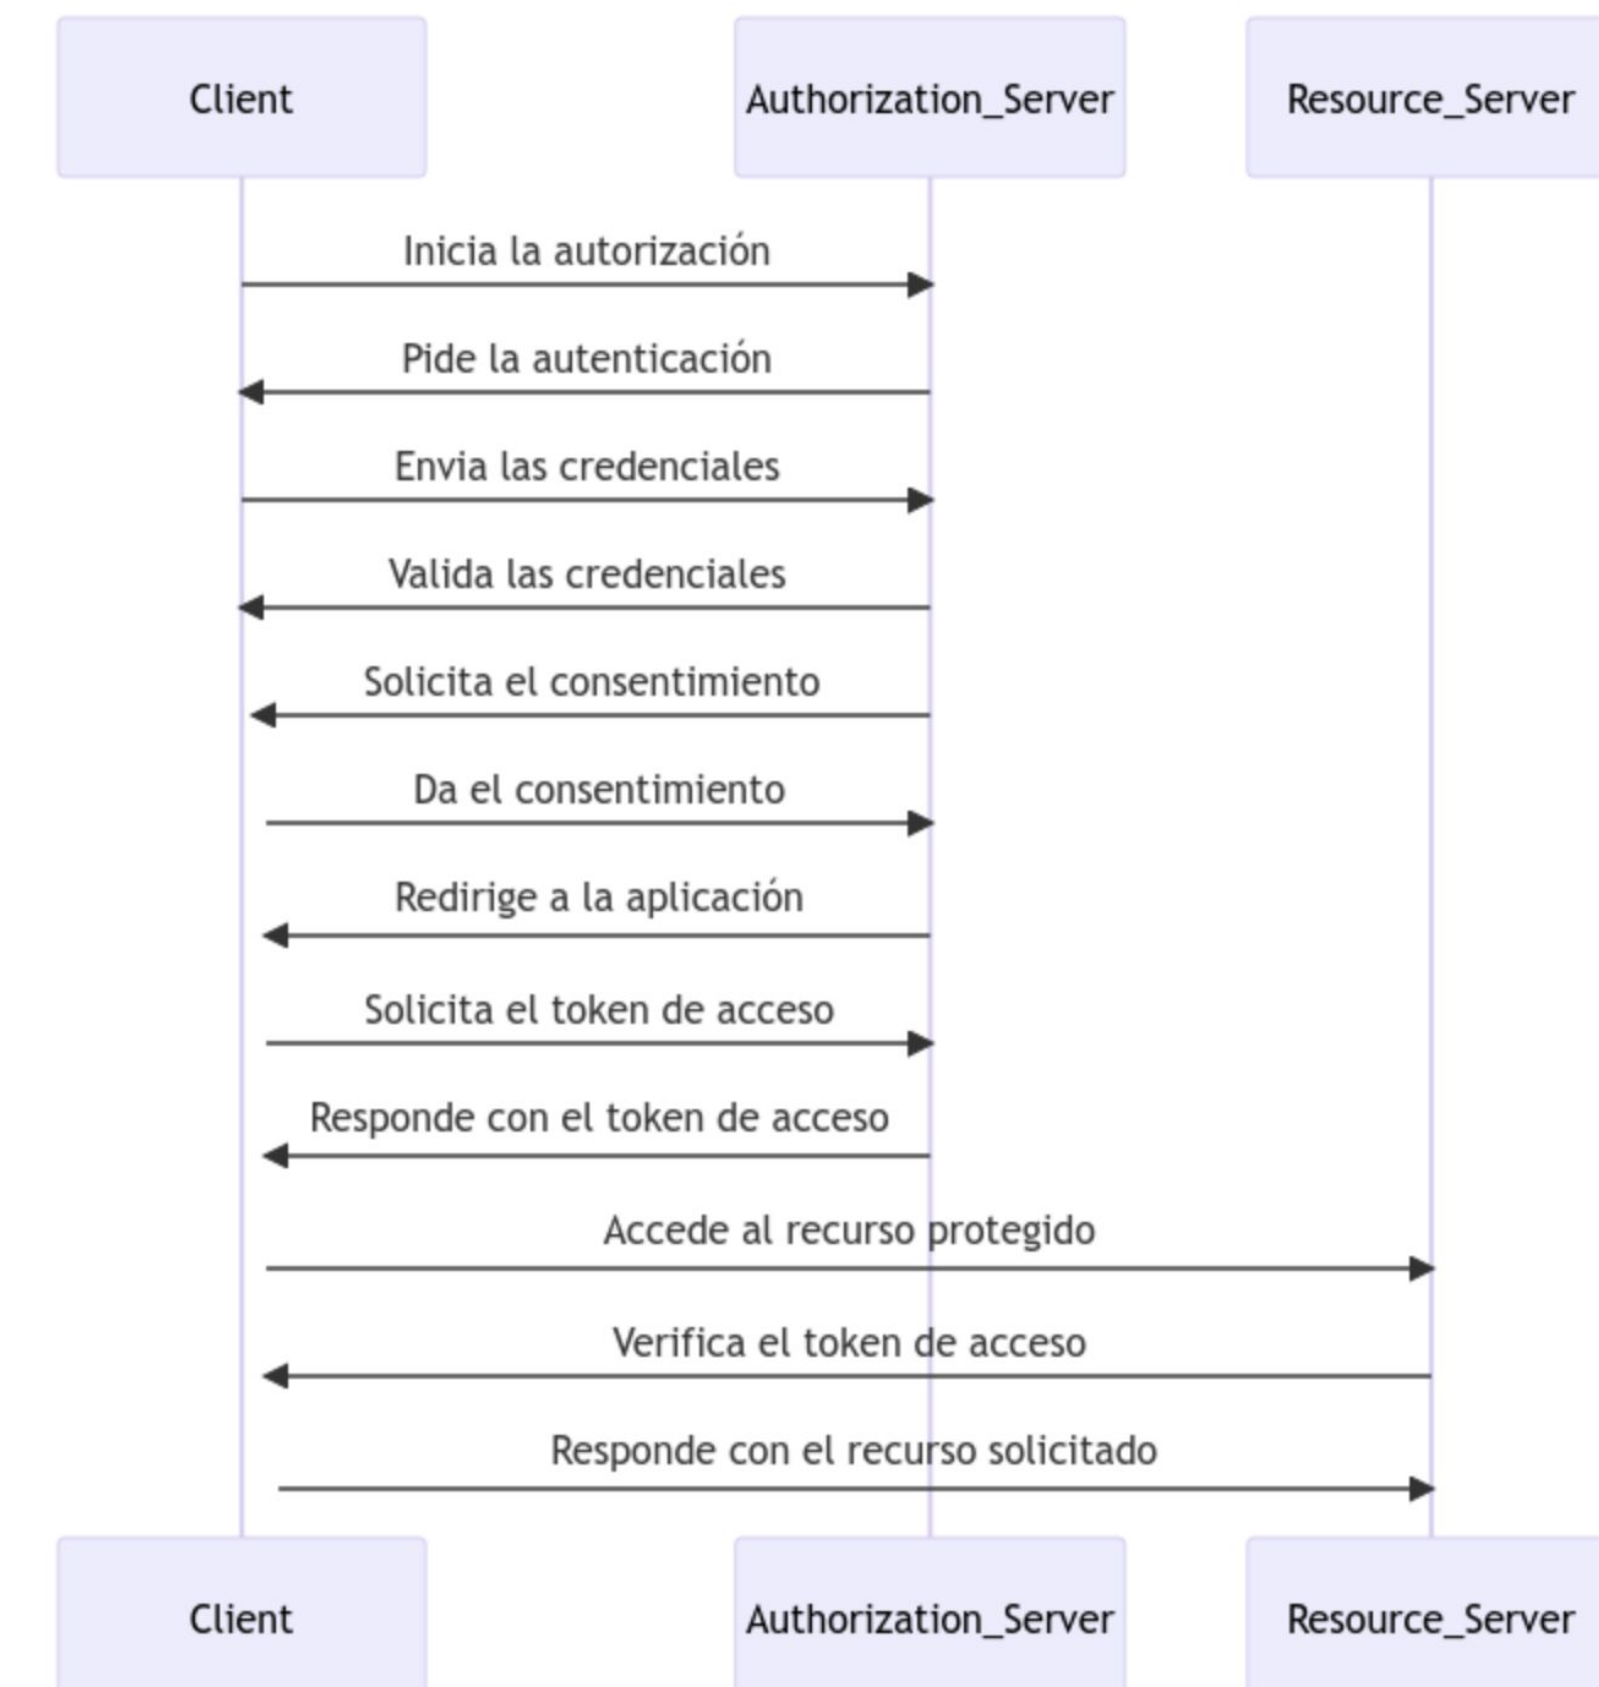 Client
Authorization_Server
Resource_Server
Inicia la autorización
Pide la autenticación
Envia las credenciales
Valida las credenciales
Solicita el consentimiento
Da el consentimiento
Redirige a la aplicación
Solicita el token de acceso
Responde con el token de acceso
Accede al recurso protegido
Verifica el token de acceso
Responde con el recurso solicitado
Client
Authorization_Server
Resource_Server